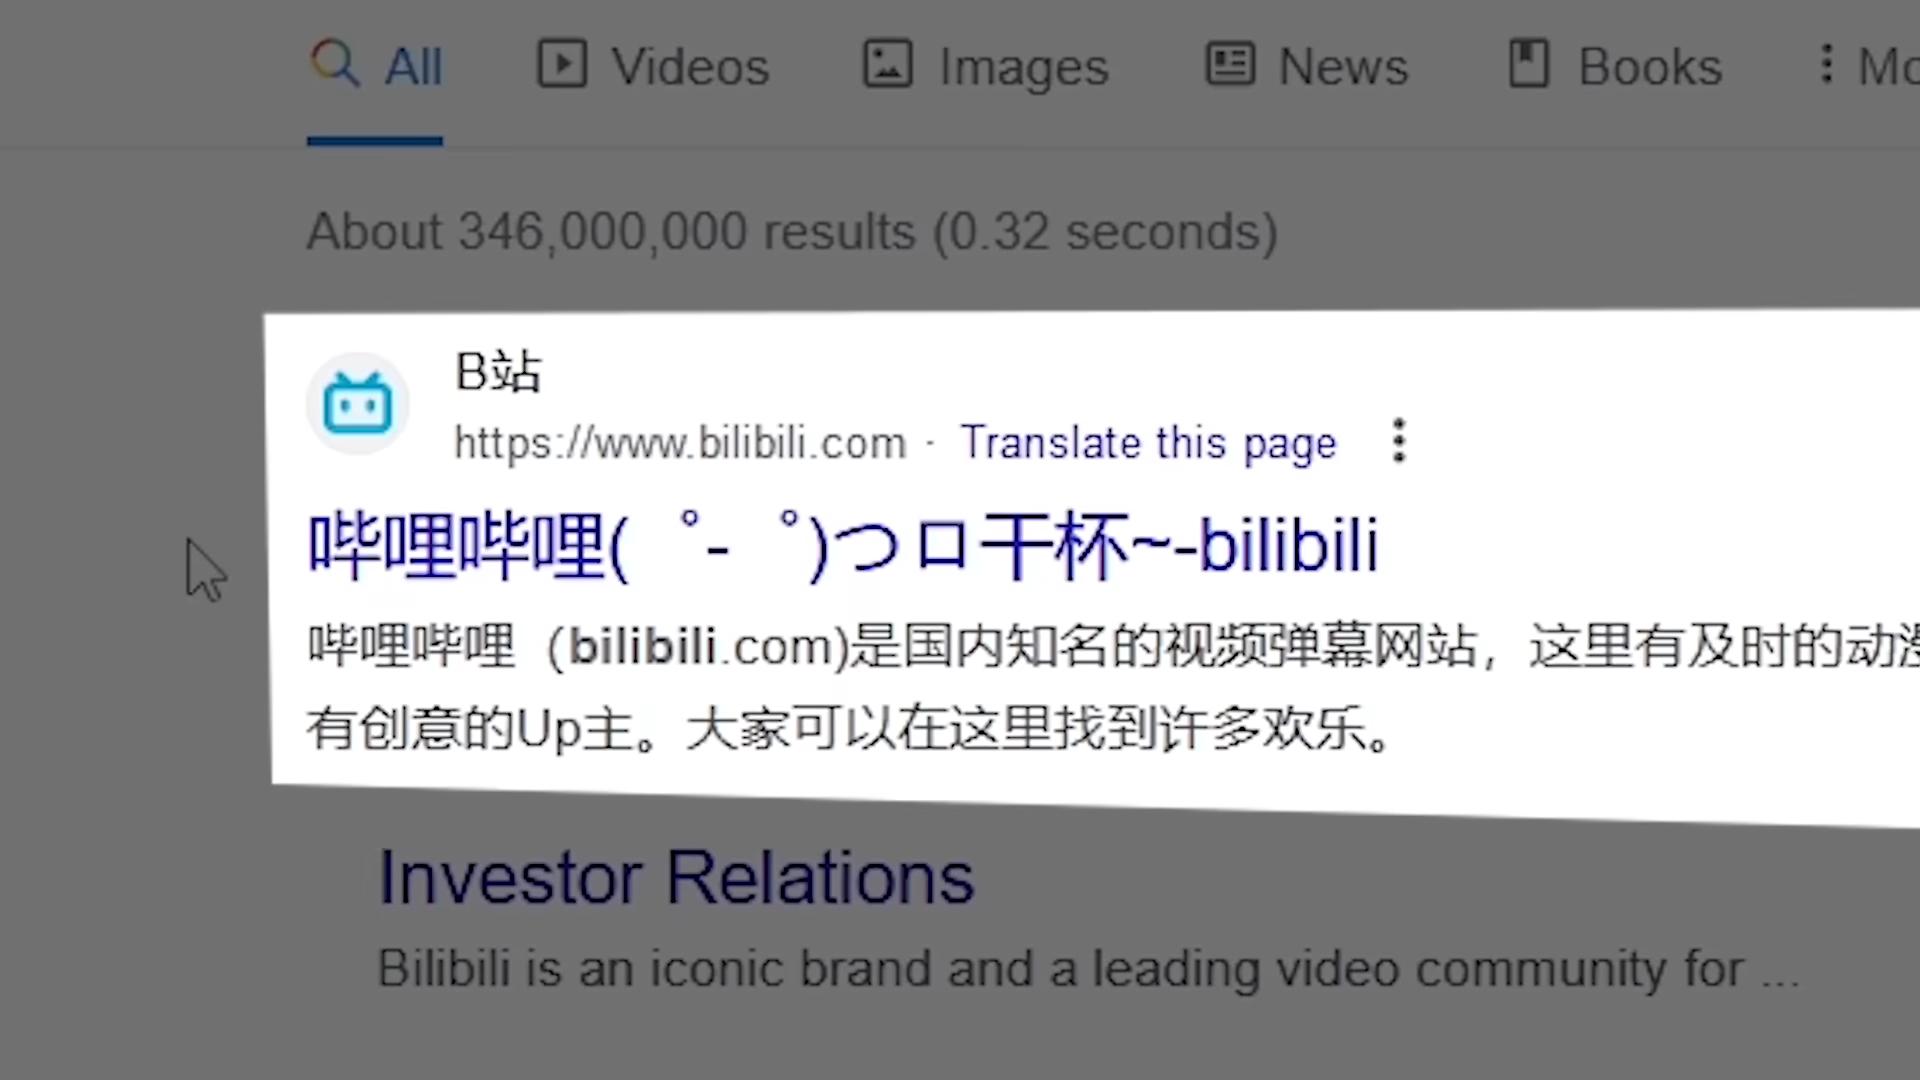 All Videos Images News Books
About 346,000,000 results (0.32 seconds)
B站
https://www.bilibili.com · Translate this page
哔哩哔哩(゜-゜)つロ干杯~-bilibili
哔哩哔哩（bilibili.com)是国内知名的视频弹幕网站，这里有及时的动漫
有创意的Up主。大家可以在这里找到许多欢乐。
Investor Relations
Bilibili is an iconic brand and a leading video community for ...